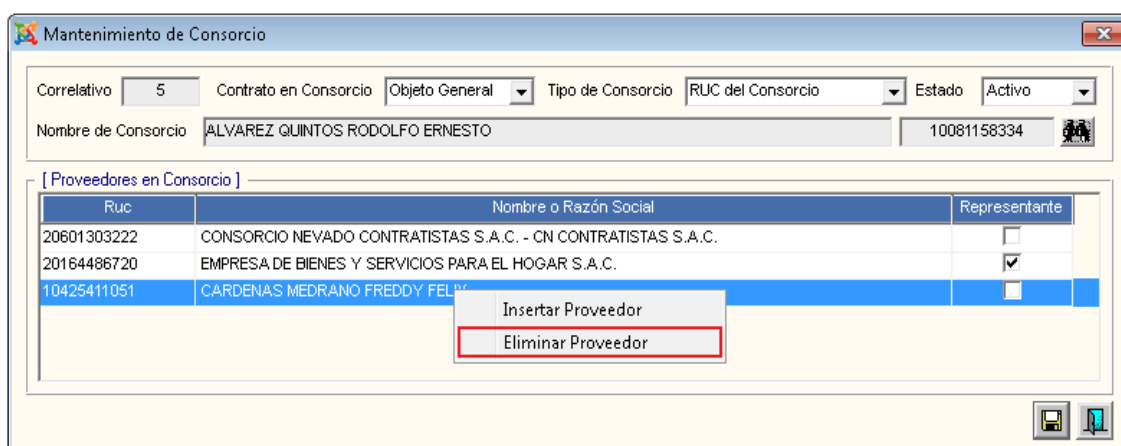 Mantenimiento de Consorcio
Correlativo 5 Contrato en Consorcio Objeto General Tipo de Consorcio RUC del Consorcio Estado Activo
Nombre de Consorcio ALVAREZ QUINTOS RODOLFO ERNESTO 10081158334
[ Proveedores en Consorcio ]
Ruc Nombre o Razón Social Representante
20601303222 CONSORCIO NEVADO CONTRATISTAS S.A.C. - CN CONTRATISTAS S.A.C.
20164486720 EMPRESA DE BIENES Y SERVICIOS PARA EL HOGAR S.A.C.
10425411051 CARDENAS MEDRANO FREDDY
Insertar Proveedor
Eliminar Proveedor